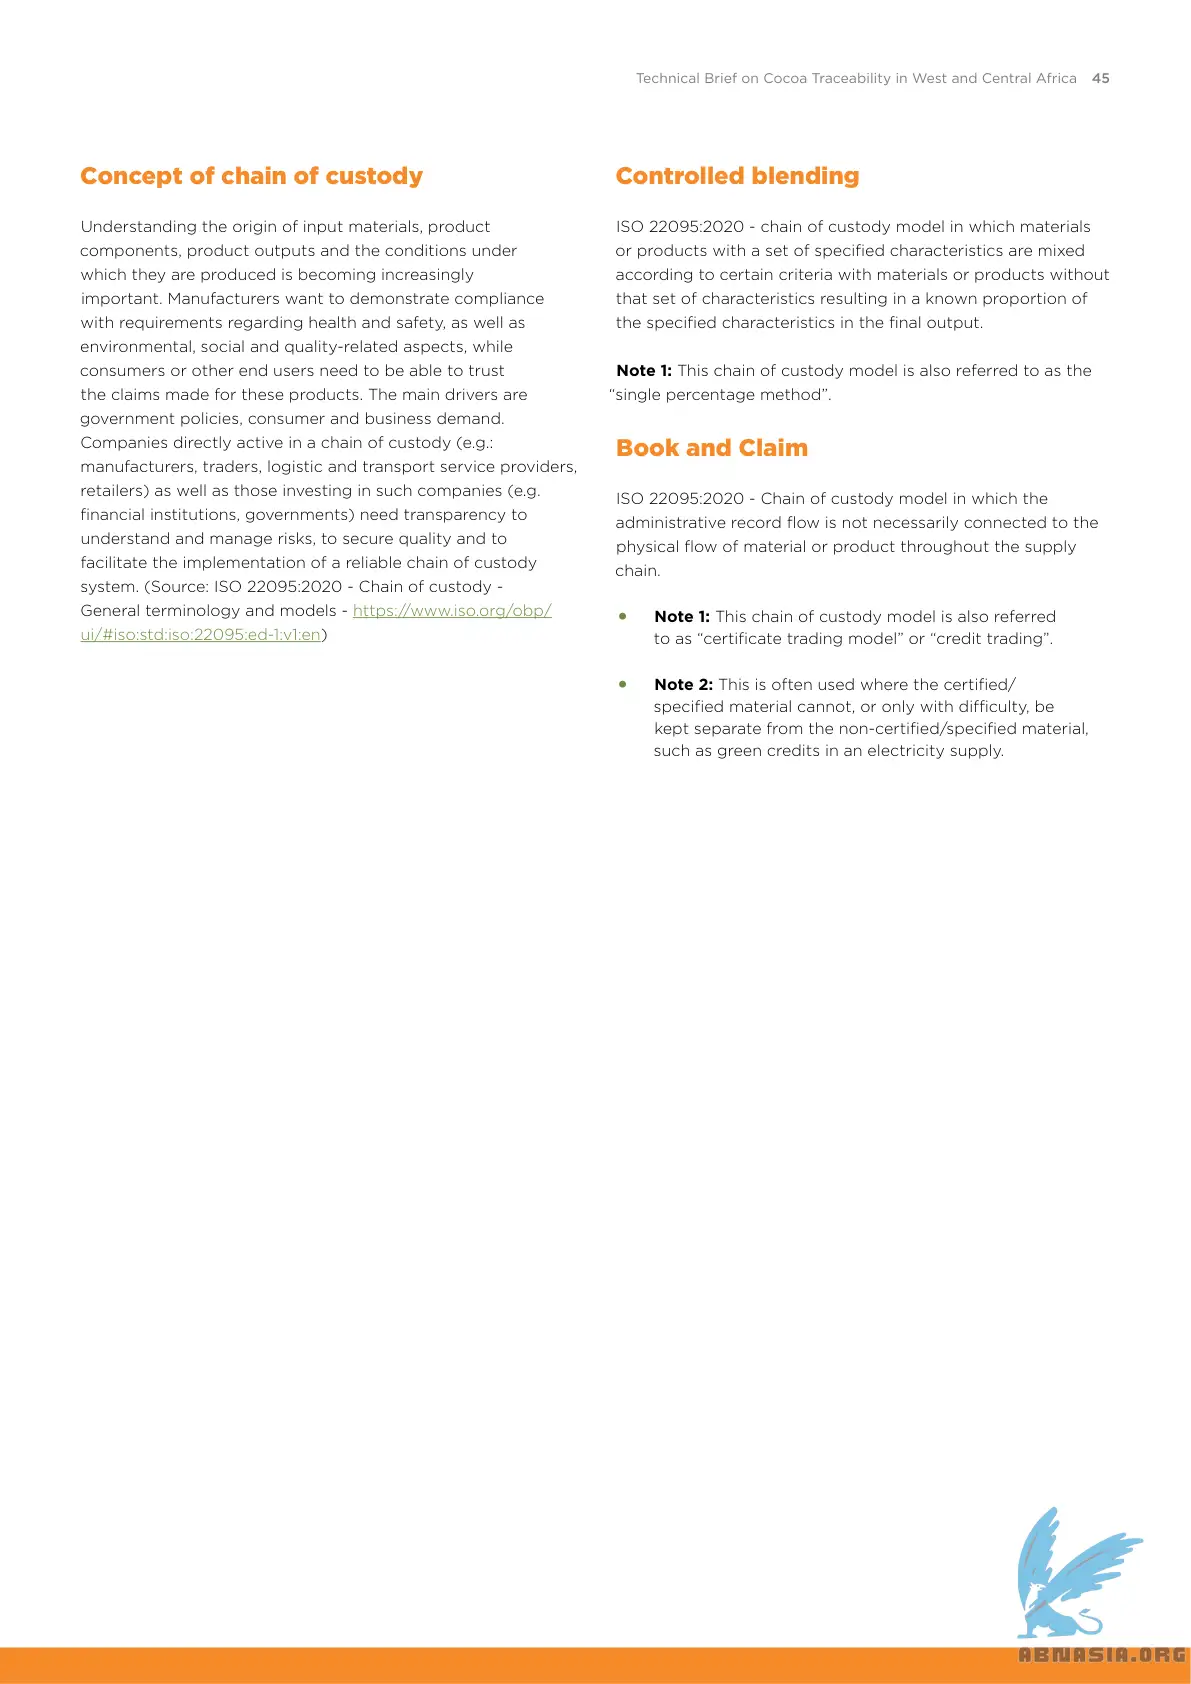 Technical Brief on Cocoa Traceability in West and Central Africa 45
Concept of chain of custody
Understanding the origin of input materials, product
components, product outputs and the conditions under
which they are produced is becoming increasingly
important. Manufacturers want to demonstrate compliance
with requirements regarding health and safety, as well as
environmental, social and quality-related aspects, while
consumers or other end users need to be able to trust
the claims made for these products. The main drivers are
government policies, consumer and business demand.
Companies directly active in a chain of custody (e.g.:
manufacturers, traders, logistic and transport service providers,
retailers) as well as those investing in such companies (e.g.
financial institutions, governments) need transparency to
understand and manage risks, to secure quality and to
facilitate the implementation of a reliable chain of custody
system. (Source: ISO 22095:2020 - Chain of custody -
General terminology and models - https://www.iso.org/obp/
ui/#iso:std:iso:22095:ed-1:v1:en)
Controlled blending
ISO 22095:2020 - chain of custody model in which materials
or products with a set of specified characteristics are mixed
according to certain criteria with materials or products without
that set of characteristics resulting in a known proportion of
the specified characteristics in the final output.
Note 1: This chain of custody model is also referred to as the
“single percentage method”.
Book and Claim
ISO 22095:2020 - Chain of custody model in which the
administrative record flow is not necessarily connected to the
physical flow of material or product throughout the supply
chain.
• Note 1: This chain of custody model is also referred
to as “certificate trading model” or “credit trading”.
• Note 2: This is often used where the certified/
specified material cannot, or only with difficulty, be
kept separate from the non-certified/specified material,
such as green credits in an electricity supply.
ABNASIA.ORG